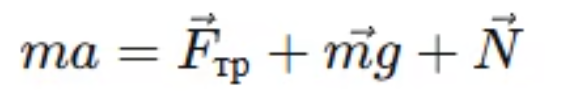 ma = F⃗тр + m⃗g + N⃗